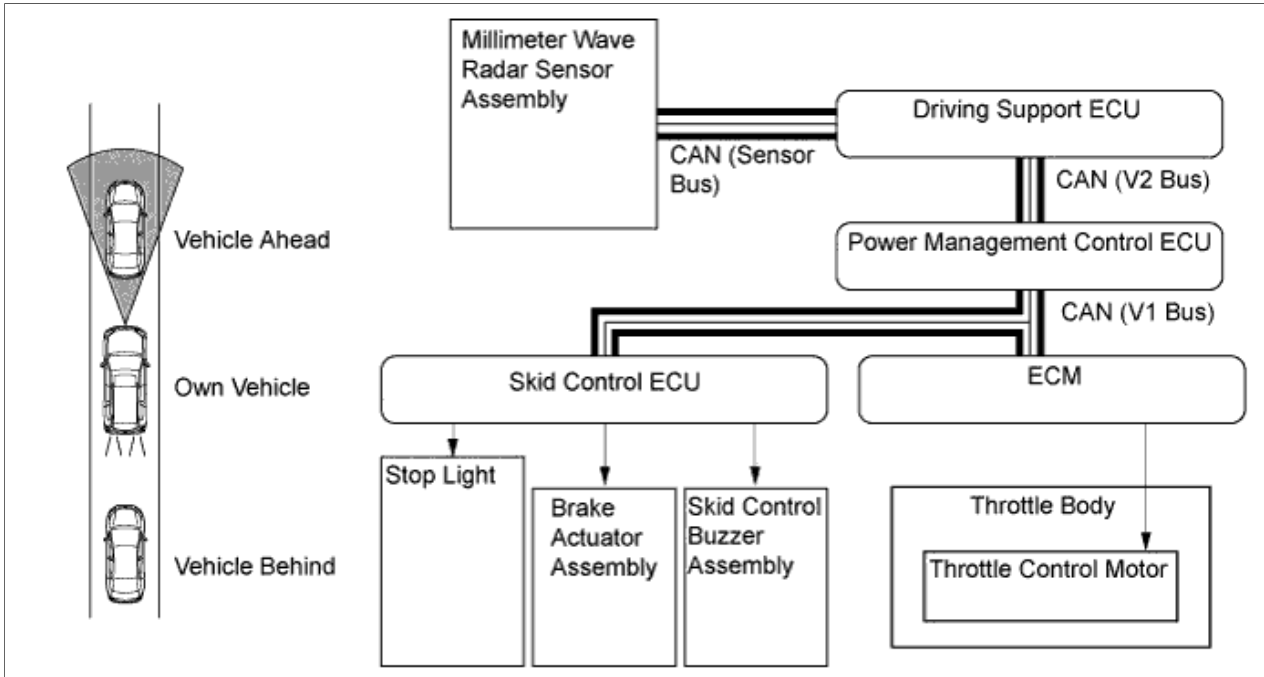 Millimeter Wave
Radar Sensor
Assembly
Driving Support ECU
CAN (Sensor
Bus)
CAN (V2 Bus)
Vehicle Ahead
Power Management Control ECU
CAN (V1 Bus)
Own Vehicle
Skid Control ECU
ECM
Stop Light
Brake
Actuator
Assembly
Skid Control
Buzzer
Assembly
Throttle Body
Throttle Control Motor
Vehicle Behind